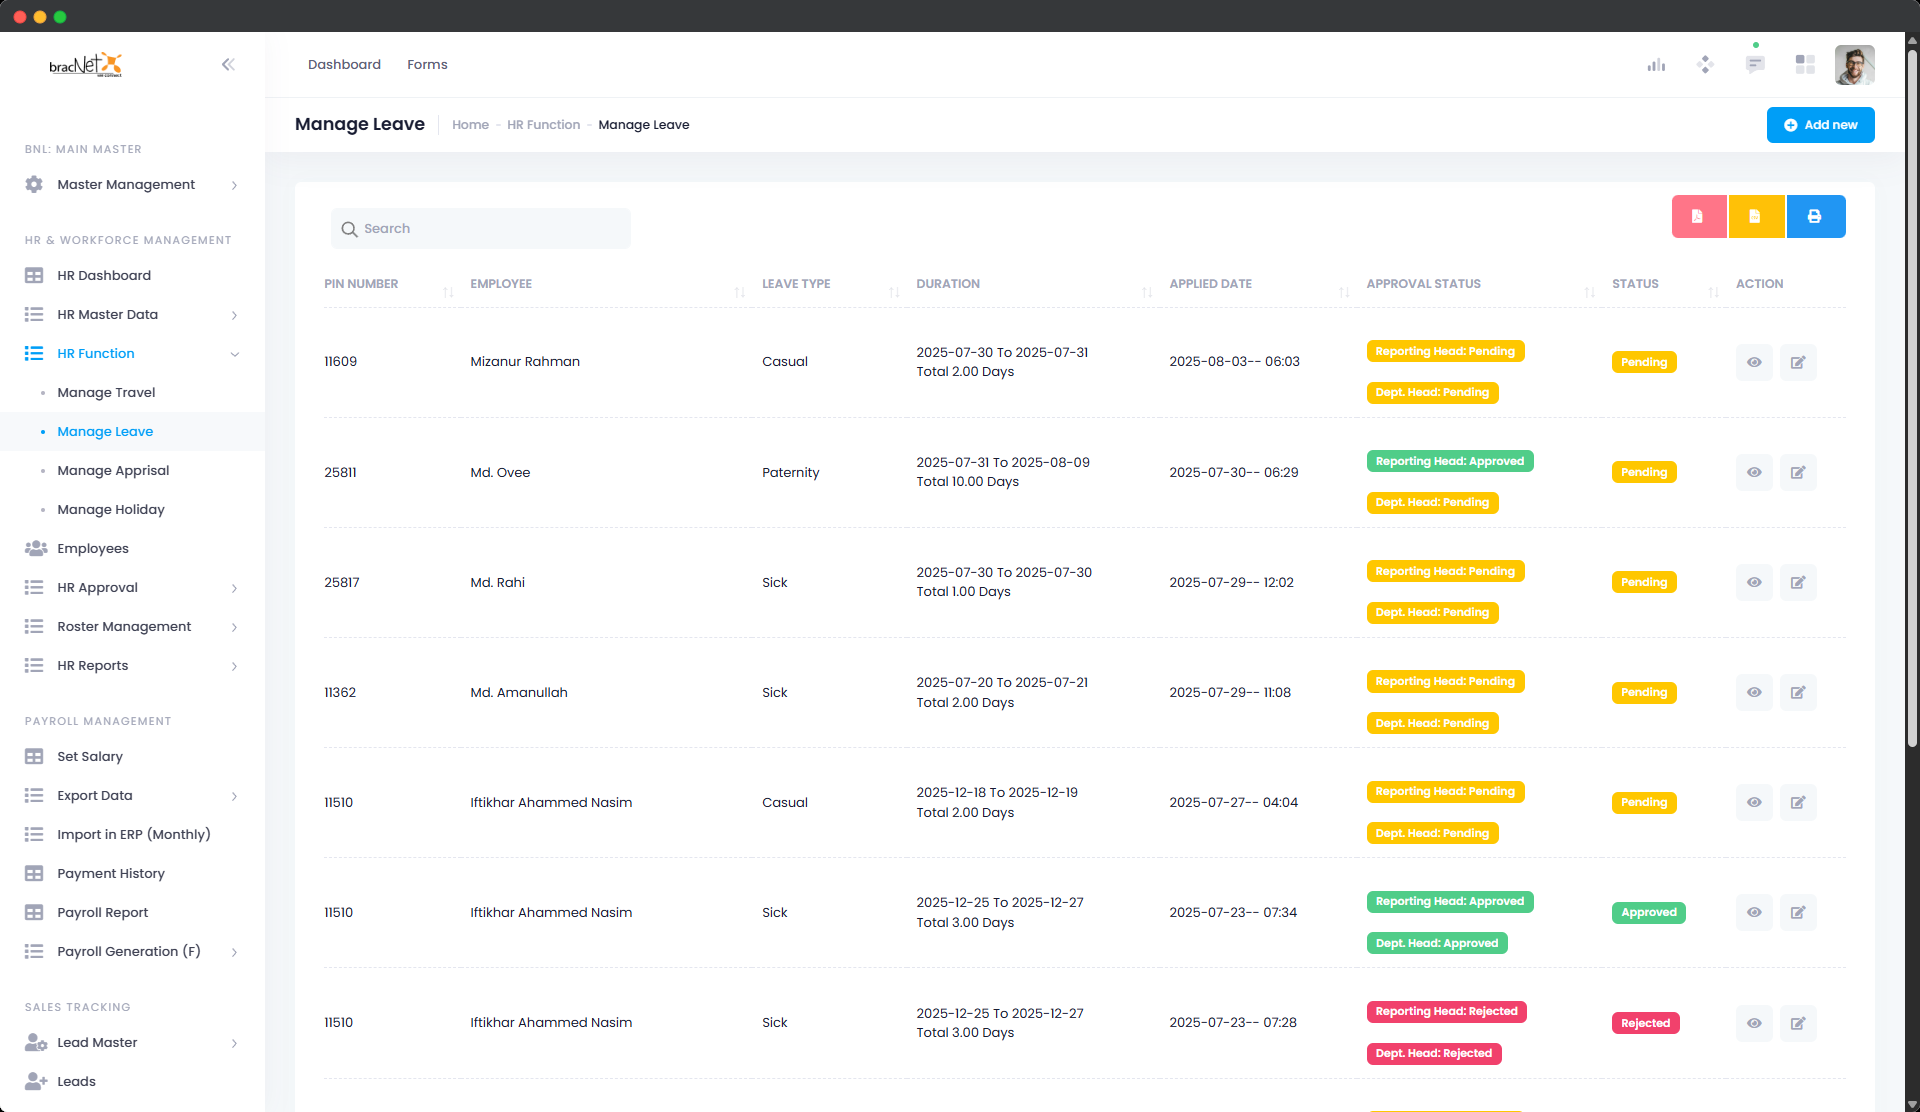 bracNet
Dashboard
Forms
Manage Leave
Home - HR Function - Manage Leave
Add new
BNL: MAIN MASTER
Master Management
HR & WORKFORCE MANAGEMENT
HR Dashboard
HR Master Data
HR Function
Manage Travel
Manage Leave
Manage Apprisal
Manage Holiday
Employees
HR Approval
Roster Management
HR Reports
PAYROLL MANAGEMENT
Set Salary
Export Data
Import in ERP (Monthly)
Payment History
Payroll Report
Payroll Generation (F)
SALES TRACKING
Lead Master
Leads
Search
PIN NUMBER EMPLOYEE LEAVE TYPE DURATION APPLIED DATE APPROVAL STATUS STATUS ACTION
11609 Mizanur Rahman Casual
2025-07-30 To 2025-07-31
Total 2.00 Days
2025-08-03-- 06:03
Reporting Head: Pending
Dept. Head: Pending
Pending
25811 Md. Ovee Paternity
2025-07-31 To 2025-08-09
Total 10.00 Days
2025-07-30-- 06:29
Reporting Head: Approved
Dept. Head: Pending
Pending
25817 Md. Rahi Sick
2025-07-30 To 2025-07-30
Total 1.00 Days
2025-07-29-- 12:02
Reporting Head: Pending
Dept. Head: Pending
Pending
11362 Md. Amanullah Sick
2025-07-20 To 2025-07-21
Total 2.00 Days
2025-07-29-- 11:08
Reporting Head: Pending
Dept. Head: Pending
Pending
11510 Iftikhar Ahammed Nasim Casual
2025-12-18 To 2025-12-19
Total 2.00 Days
2025-07-27-- 04:04
Reporting Head: Pending
Dept. Head: Pending
Pending
11510 Iftikhar Ahammed Nasim Sick
2025-12-25 To 2025-12-27
Total 3.00 Days
2025-07-23-- 07:34
Reporting Head: Approved
Dept. Head: Approved
Approved
11510 Iftikhar Ahammed Nasim Sick
2025-12-25 To 2025-12-27
Total 3.00 Days
2025-07-23-- 07:28
Reporting Head: Rejected
Dept. Head: Rejected
Rejected